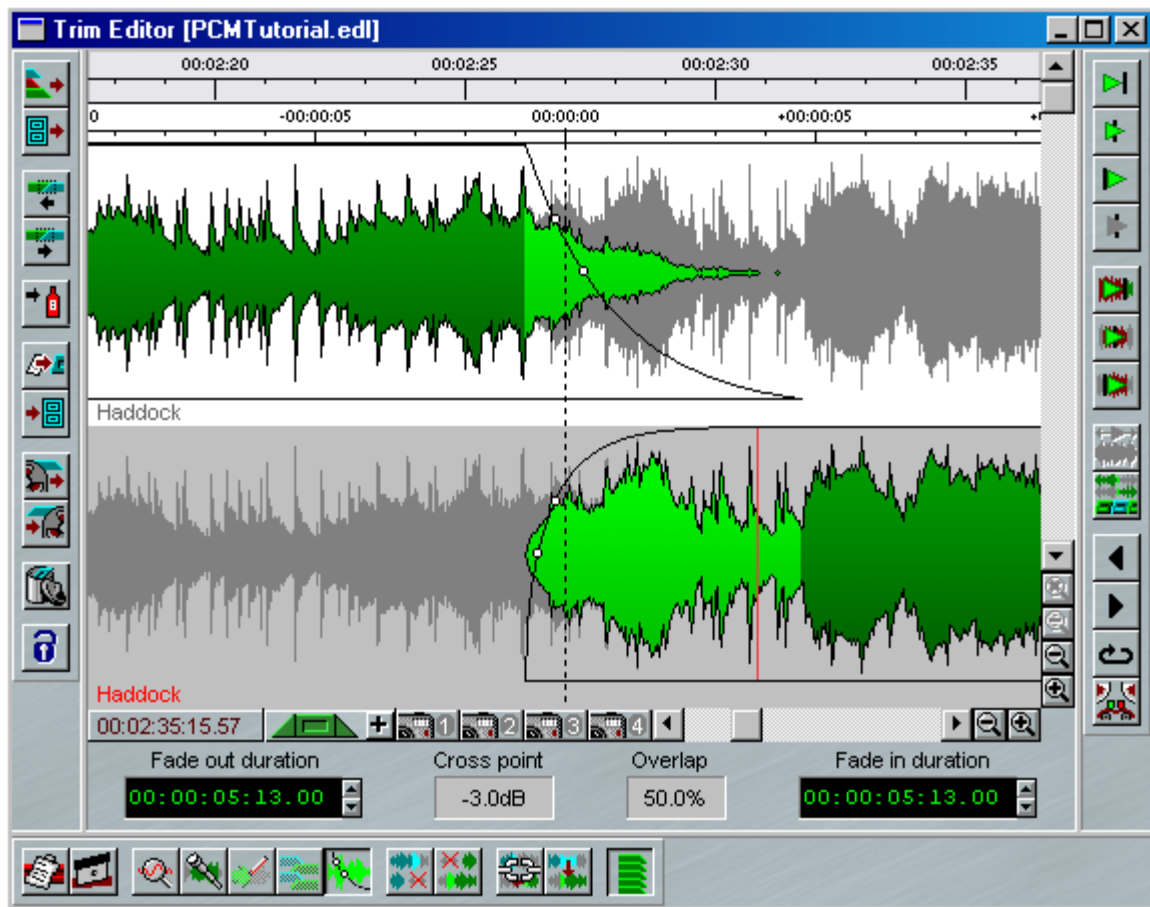 Trim Editor [PCMTutorial.edl]
00:02:20 00:02:25 00:02:30 00:02:35
0 -00:00:05 00:00:00 +00:00:05
Haddock
Haddock
00:02:35:15.57 1 2 3 4
Fade out duration Cross point Overlap Fade in duration
00:00:05:13.00 -3.0dB 50.0% 00:00:05:13.00